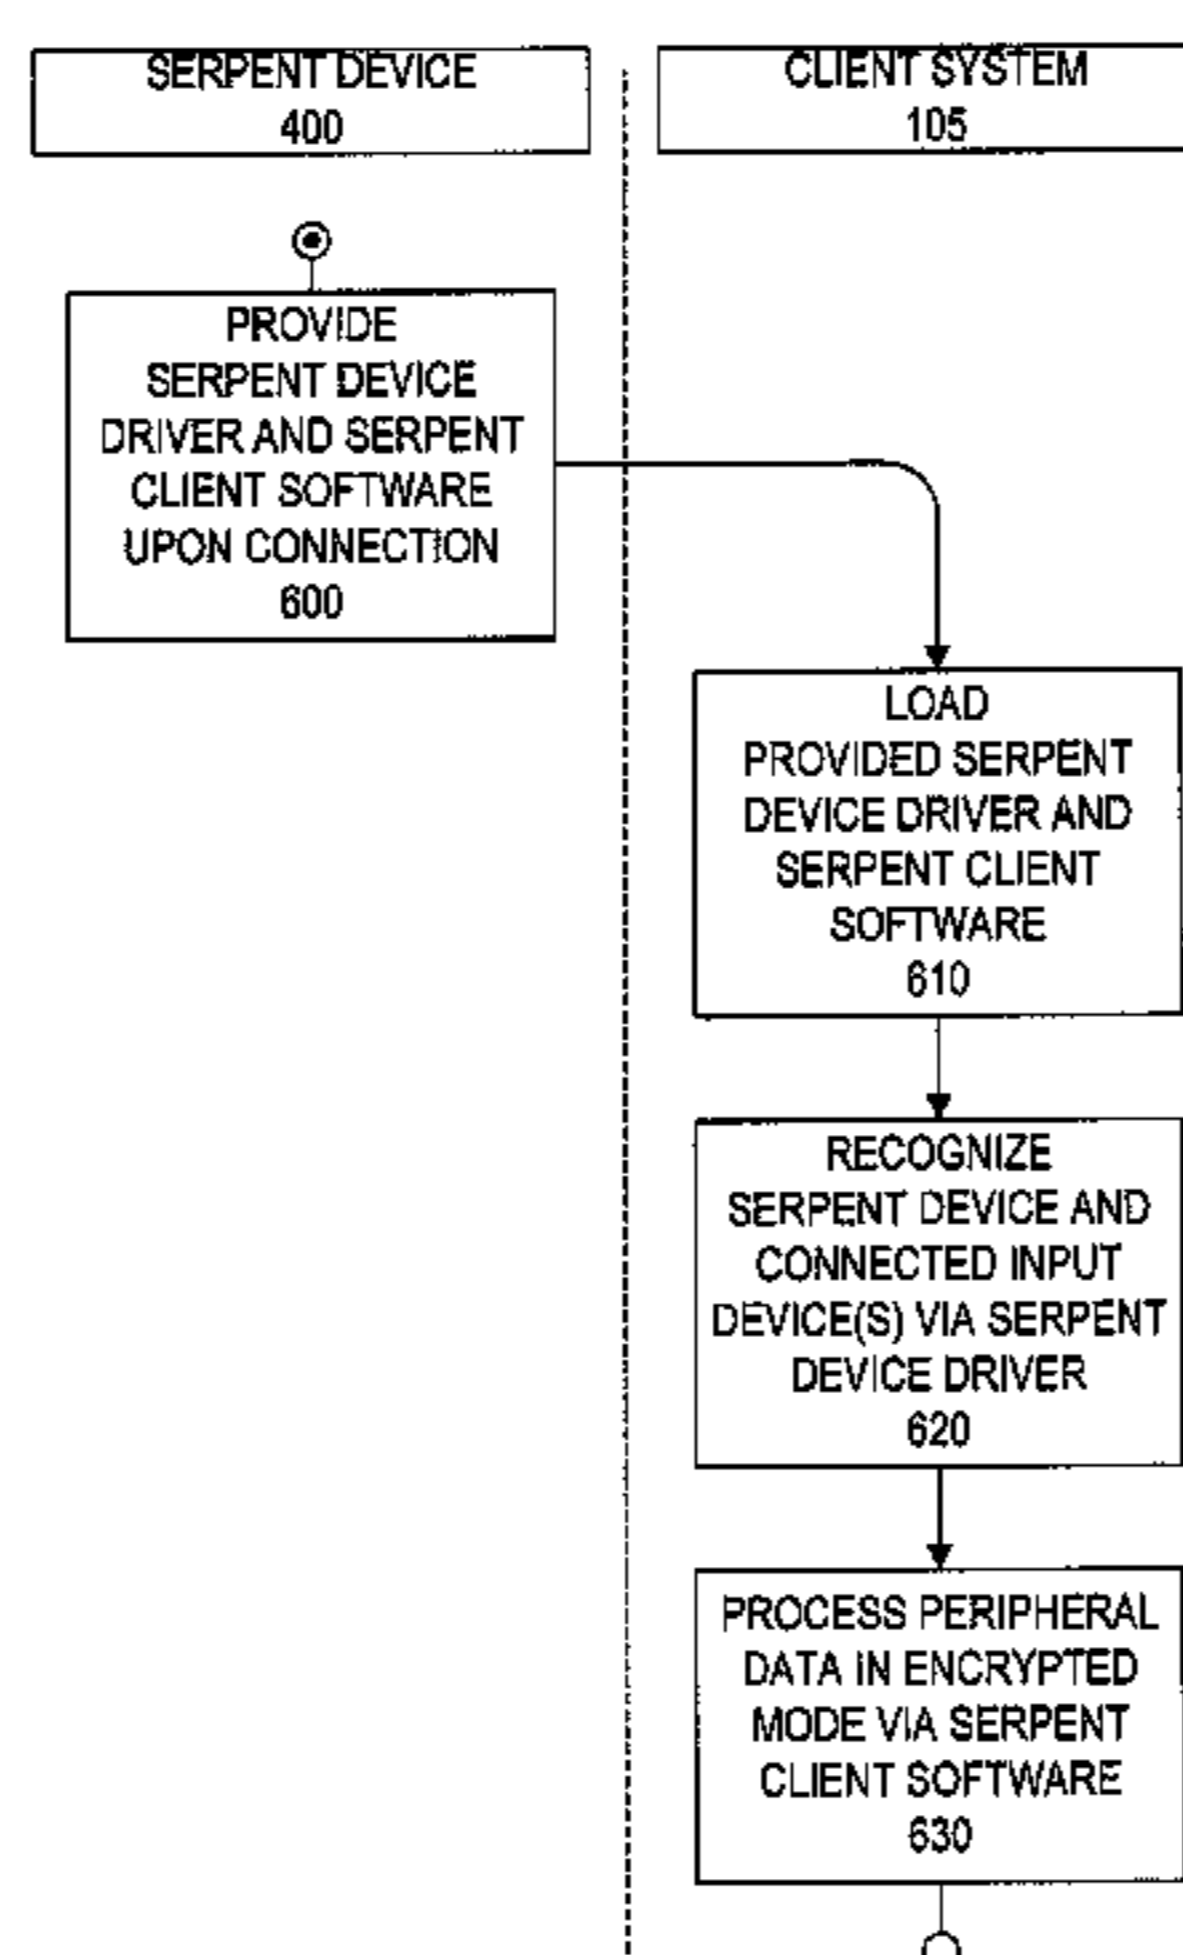 SERPENT DEVICE
400
CLIENT SYSTEM
105
PROVIDE
SERPENT DEVICE
DRIVER AND SERPENT
CLIENT SOFTWARE
UPON CONNECTION
600
LOAD
PROVIDED SERPENT
DEVICE DRIVER AND
SERPENT CLIENT
SOFTWARE
610
RECOGNIZE
SERPENT DEVICE AND
CONNECTED INPUT
DEVICE(S) VIA SERPENT
DEVICE DRIVER
620
PROCESS PERIPHERAL
DATA IN ENCRYPTED
MODE VIA SERPENT
CLIENT SOFTWARE
630